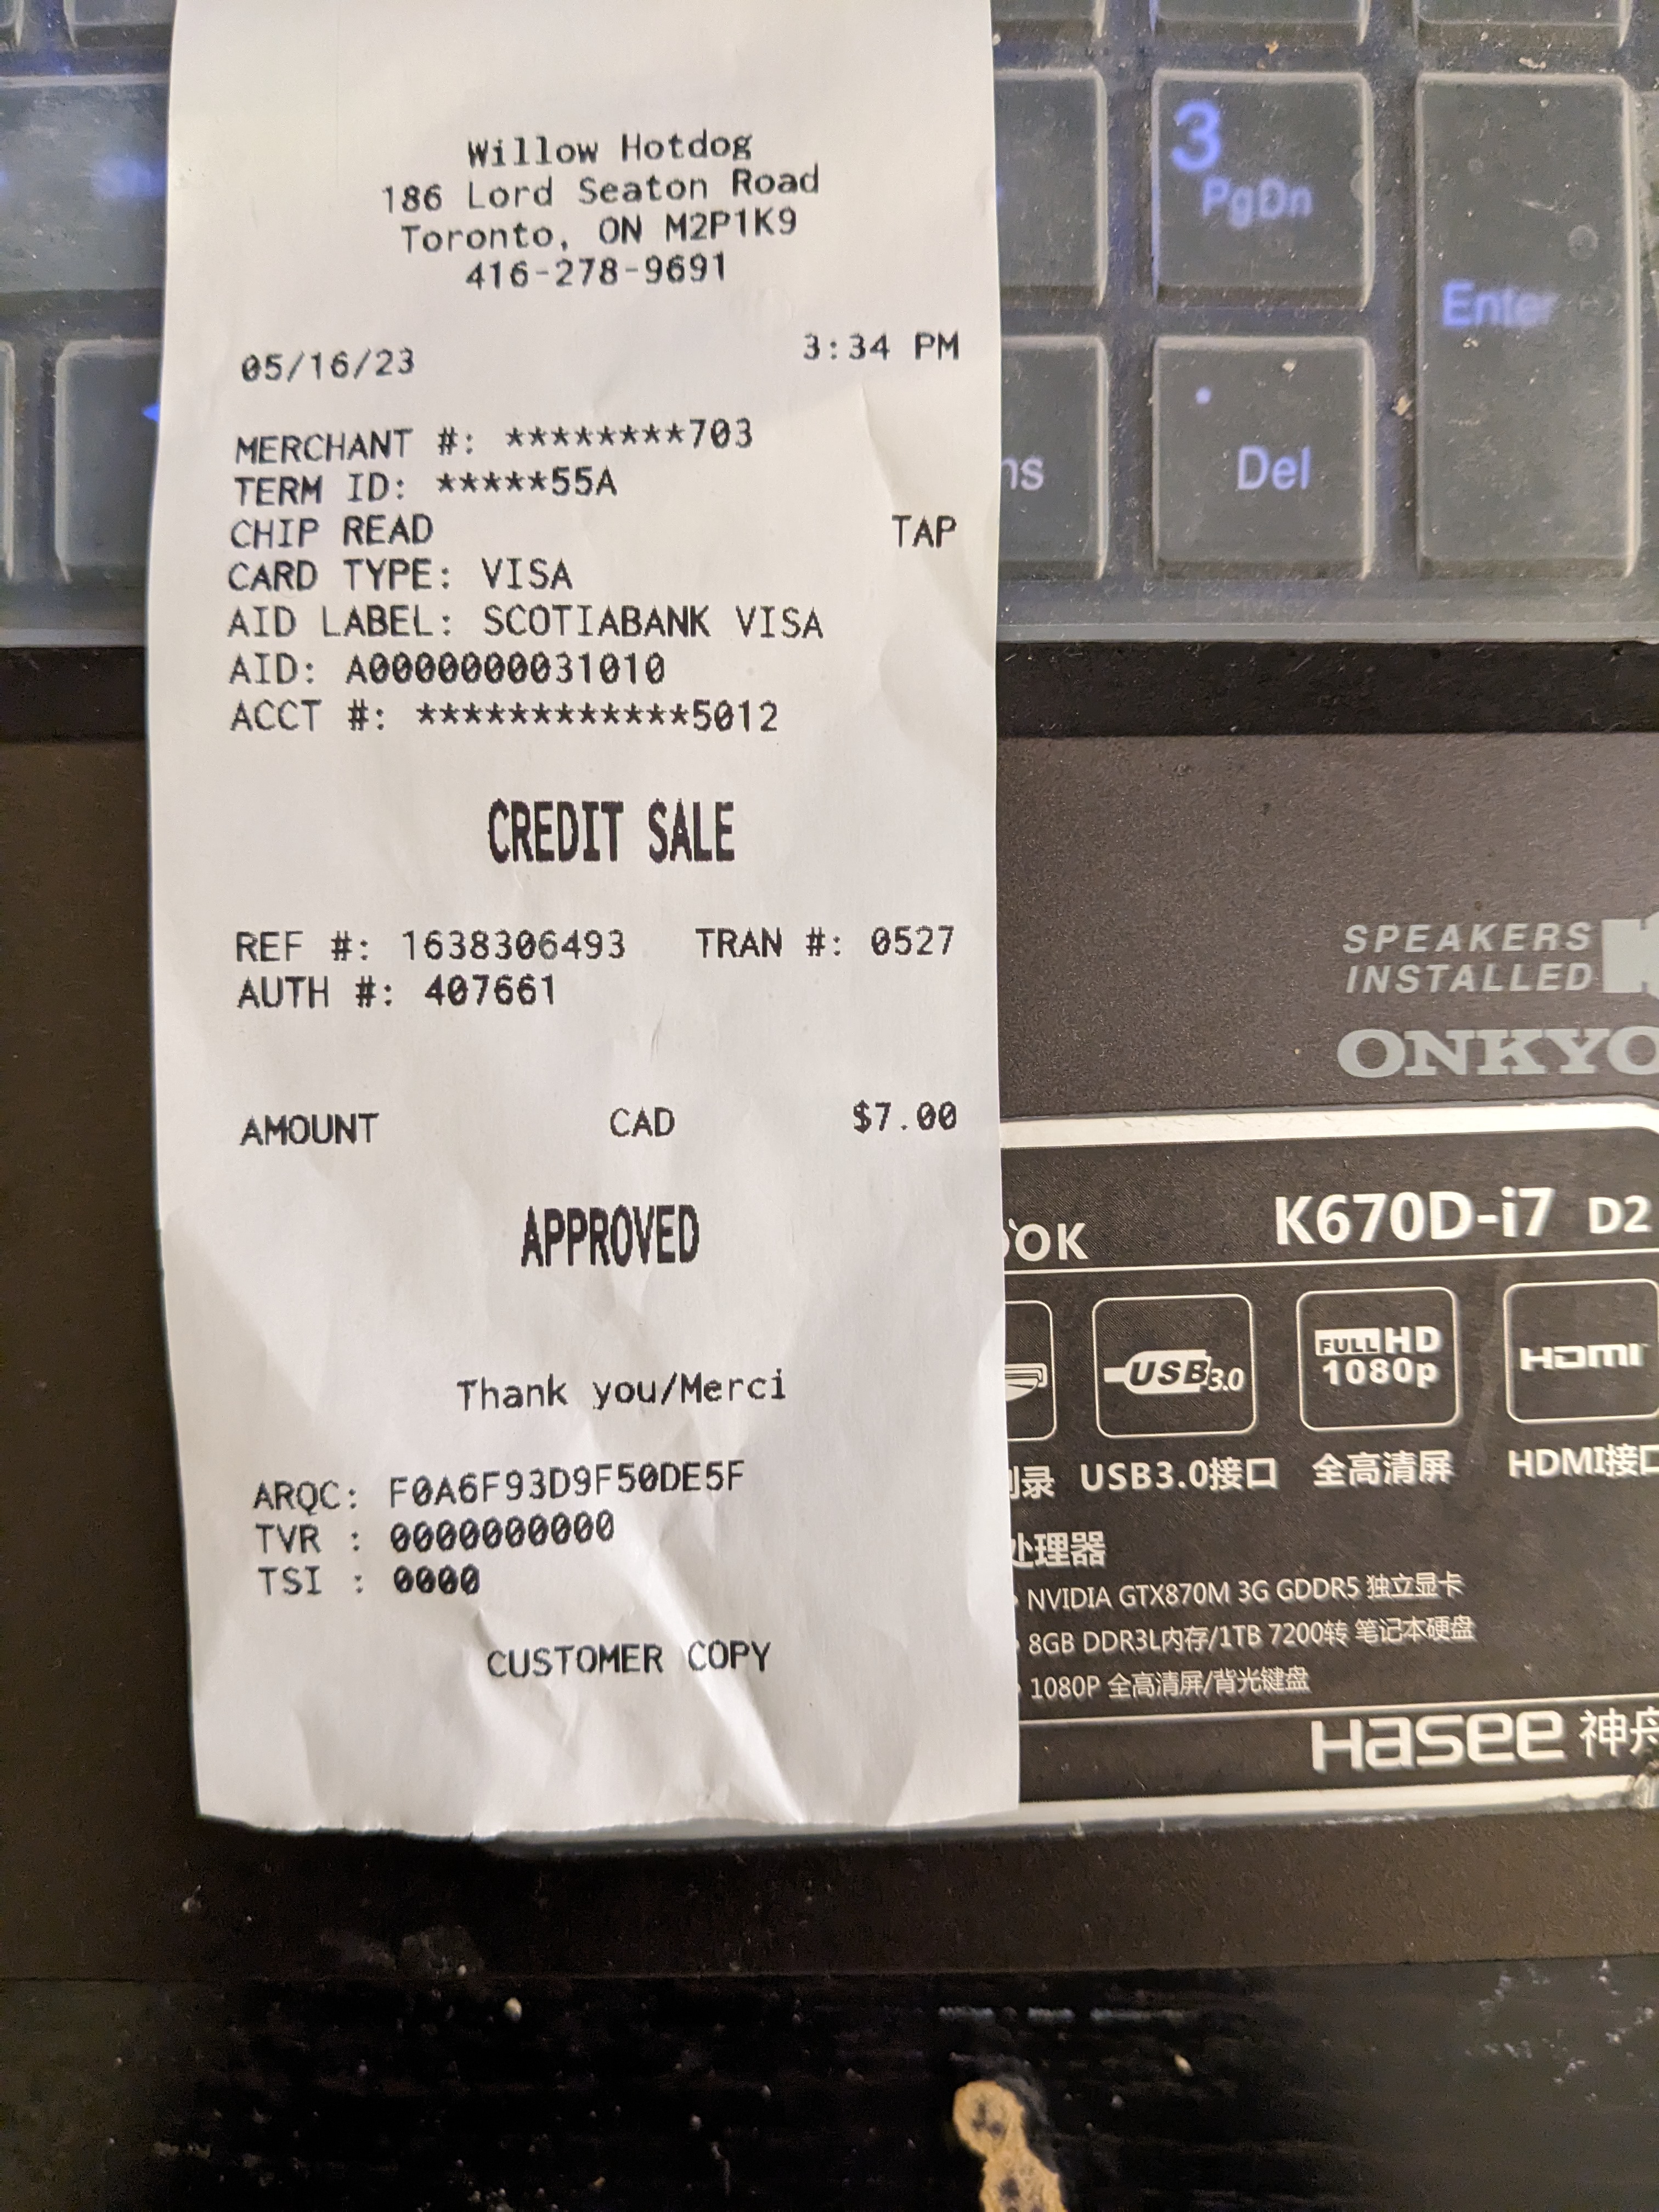 Willow Hotdog
186 Lord Seaton Road
Toronto, ON M2P1K9
416-278-9691
05/16/23 3:34 PM
MERCHANT #: ********703
TERM ID: *****55A
CHIP READ TAP
CARD TYPE: VISA
AID LABEL: SCOTIABANK VISA
AID: A0000000031010
ACCT #: ************5012
CREDIT SALE
REF #: 1638306493 TRAN #: 0527
AUTH #: 407661
AMOUNT CAD $7.00
APPROVED
Thank you/Merci
ARQC: F0A6F93D9F50DE5F
TVR : 0000000000
TSI : 0000
CUSTOMER COPY
3
PgDn
Enter
Del
SPEAKERS
INSTALLED
ONKYO
K670D-i7 D2
USB3.0
FULL HD
1080p
HDMI
USB3.0接口
全高清屏
HDMI接口
处理器
NVIDIA GTX870M 3G GDDR5 独立显卡
8GB DDR3L内存/1TB 7200转 笔记本硬盘
1080P 全高清屏/背光键盘
Hasee 神舟